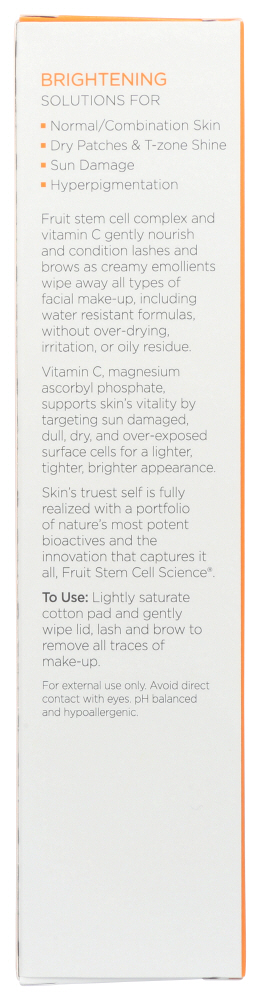 BRIGHTENING
SOLUTIONS FOR
▪ Normal/Combination Skin
▪ Dry Patches & T-zone Shine
▪ Sun Damage
▪ Hyperpigmentation
Fruit stem cell complex and
vitamin C gently nourish
and condition lashes and
brows as creamy emollients
wipe away all types of
facial make-up, including
water resistant formulas,
without over-drying,
irritation, or oily residue.
Vitamin C, magnesium
ascorbyl phosphate,
supports skin's vitality by
targeting sun damaged,
dull, dry, and over-exposed
surface cells for a lighter,
tighter, brighter appearance.
Skin's truest self is fully
realized with a portfolio
of nature's most potent
bioactives and the
innovation that captures it
all, Fruit Stem Cell Science®.
To Use: Lightly saturate
cotton pad and gently
wipe lid, lash and brow to
remove all traces of
make-up.
For external use only. Avoid direct
contact with eyes. pH balanced
and hypoallergenic.